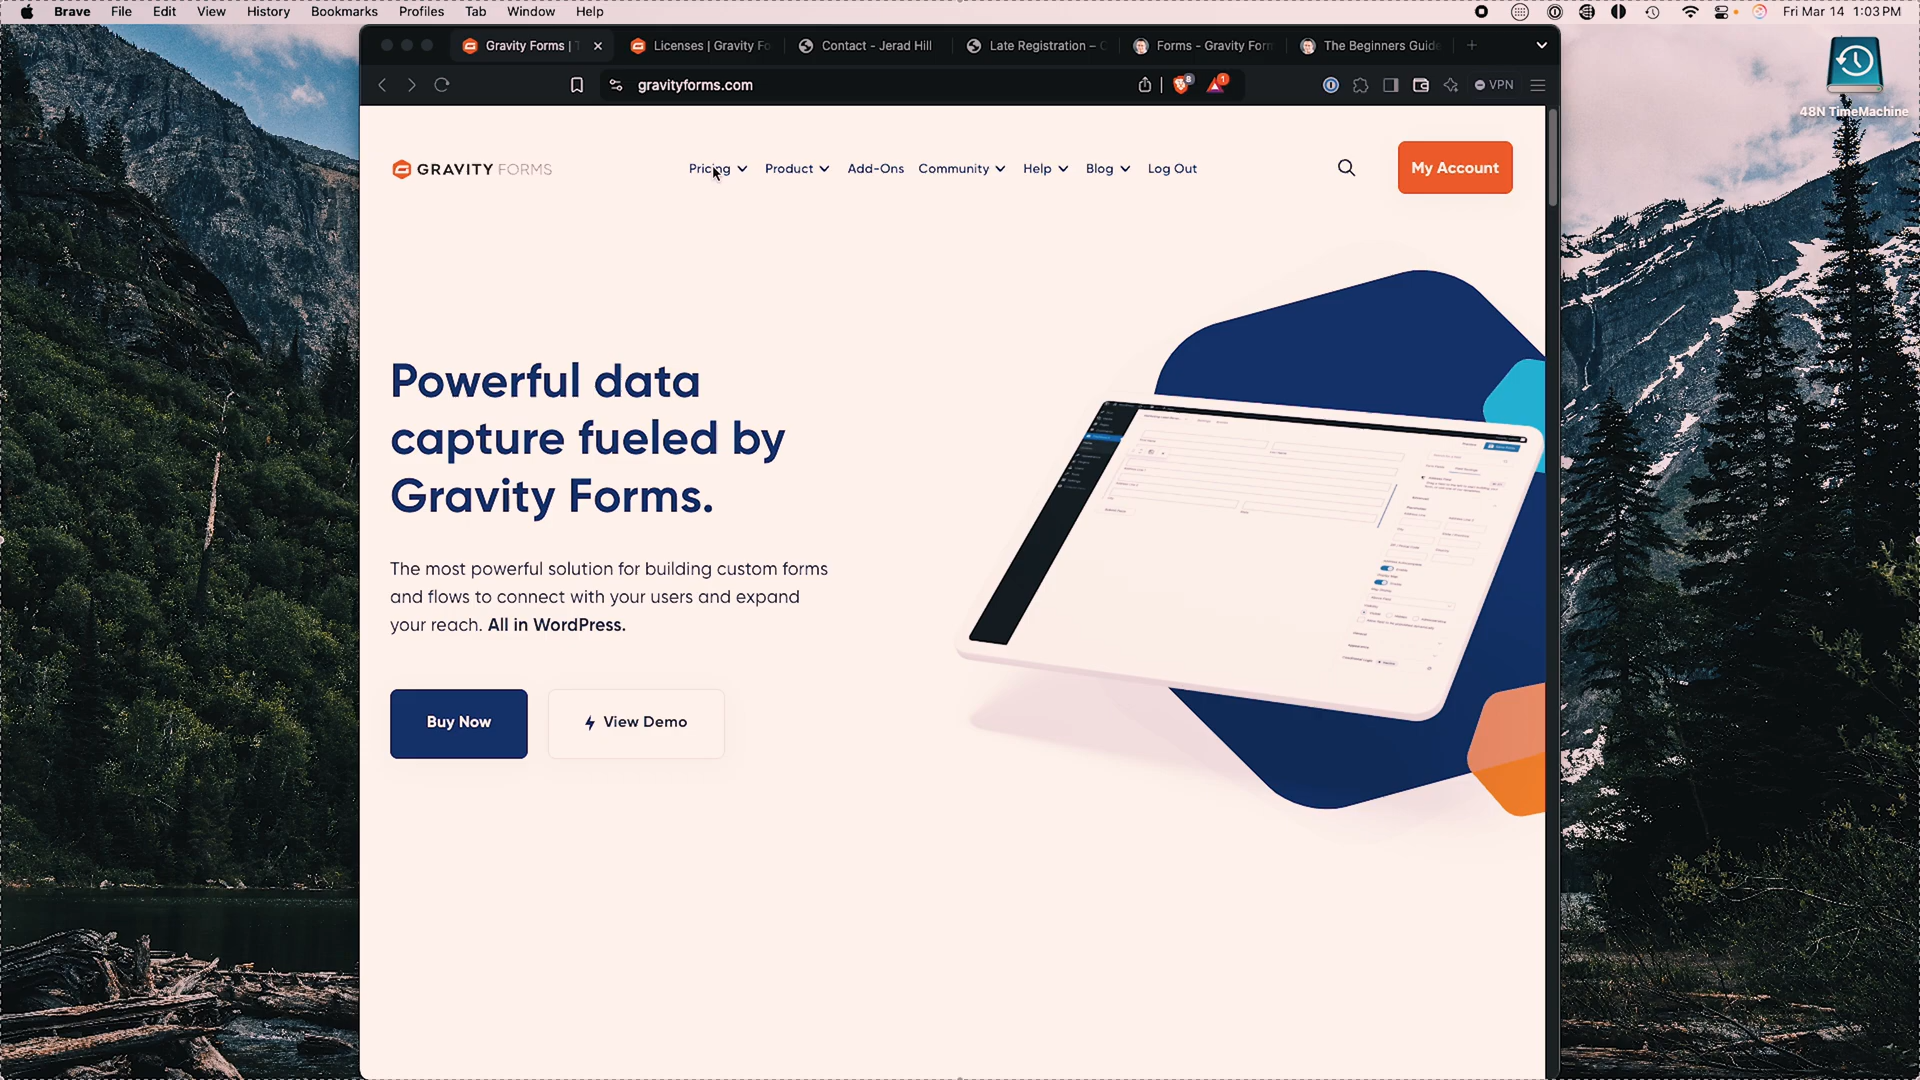 Brave File Edit View History Bookmarks Profiles Tab Window Help Fri Mar 14 1:03 PM
Gravity Forms | T Licenses | Gravity Fo Contact - Jerad Hill Late Registration – C Forms - Gravity Form The Beginners Guide
gravityforms.com 8 1 VPN
48N TimeMachine
GRAVITY FORMS Pricing Product Add-Ons Community Help Blog Log Out My Account
Powerful data
capture fueled by
Gravity Forms.
The most powerful solution for building custom forms
and flows to connect with your users and expand
your reach. All in WordPress.
Buy Now View Demo